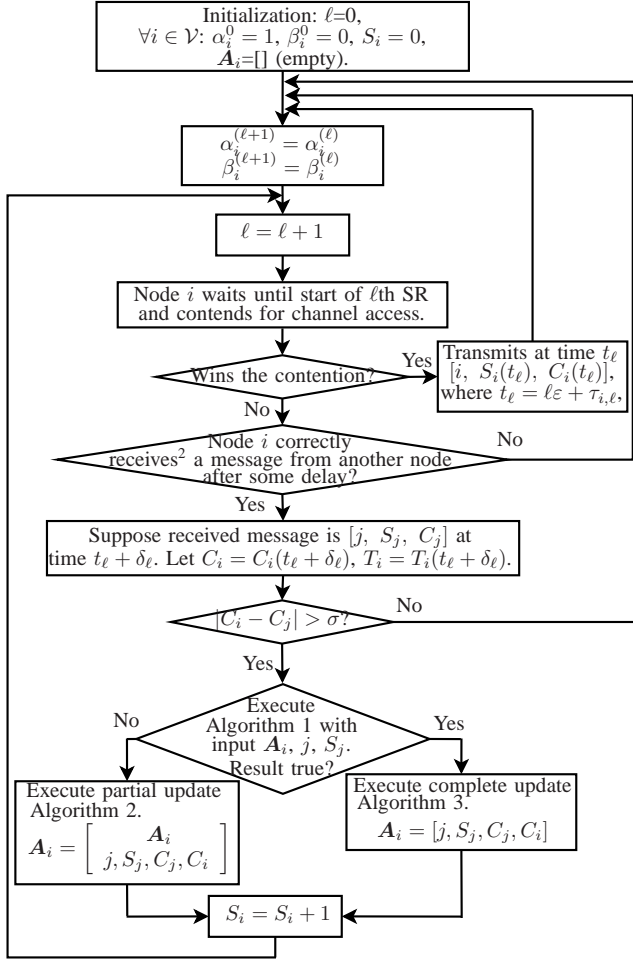 Initialization: ℓ=0,
∀i ∈ 𝒱: α_i^0 = 1, β_i^0 = 0, S_i = 0,
A_i=[] (empty).
α_i^{(ℓ+1)} = α_i^{(ℓ)}
β_i^{(ℓ+1)} = β_i^{(ℓ)}
ℓ = ℓ + 1
Node i waits until start of ℓth SR
and contends for channel access.
Wins the contention?
Yes
Transmits at time t_ℓ
[i, S_i(t_ℓ), C_i(t_ℓ)],
where t_ℓ = ℓε + τ_{i,ℓ},
No
Node i correctly
receives² a message from another node
after some delay?
No
Yes
Suppose received message is [j, S_j, C_j] at
time t_ℓ + δ_ℓ. Let C_i = C_i(t_ℓ + δ_ℓ), T_i = T_i(t_ℓ + δ_ℓ).
|C_i − C_j| > σ?
No
Yes
Execute
Algorithm 1 with
input A_i, j, S_j.
Result true?
No
Yes
Execute partial update
Algorithm 2.
A_i = [ A_i
j, S_j, C_j, C_i ]
Execute complete update
Algorithm 3.
A_i = [j, S_j, C_j, C_i]
S_i = S_i + 1